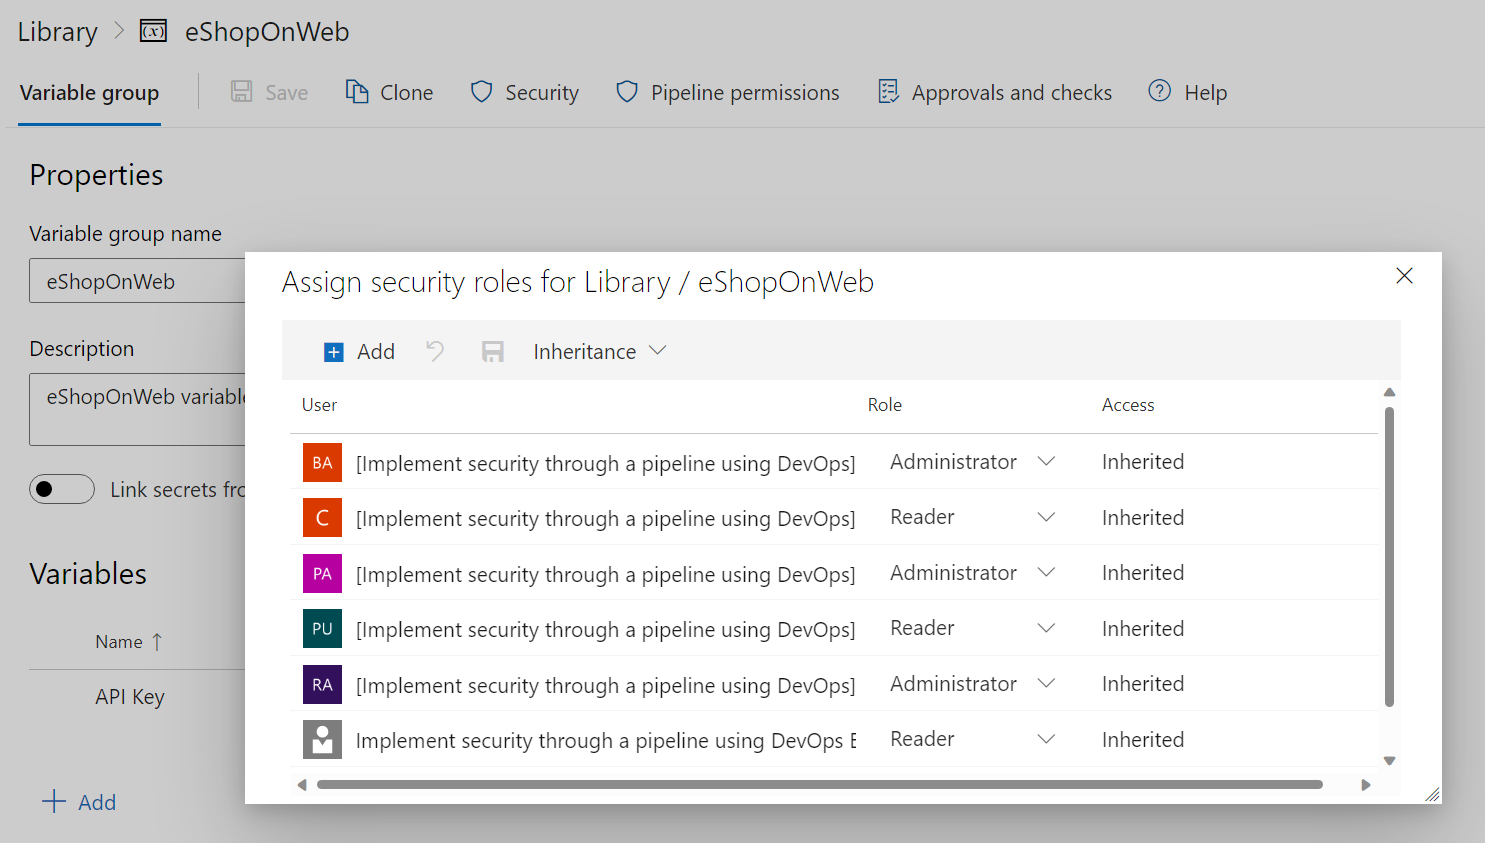 Library > (x) eShopOnWeb
Variable group Save Clone Security Pipeline permissions Approvals and checks ? Help
Properties
Variable group name
eShopOnWeb
Description
eShopOnWeb variable
Link secrets fro
Variables
Name ↑
API Key
+ Add
Assign security roles for Library / eShopOnWeb
+ Add Inheritance
User Role Access
BA [Implement security through a pipeline using DevOps] Administrator Inherited
C [Implement security through a pipeline using DevOps] Reader Inherited
PA [Implement security through a pipeline using DevOps] Administrator Inherited
PU [Implement security through a pipeline using DevOps] Reader Inherited
RA [Implement security through a pipeline using DevOps] Administrator Inherited
Implement security through a pipeline using DevOps Reader Inherited